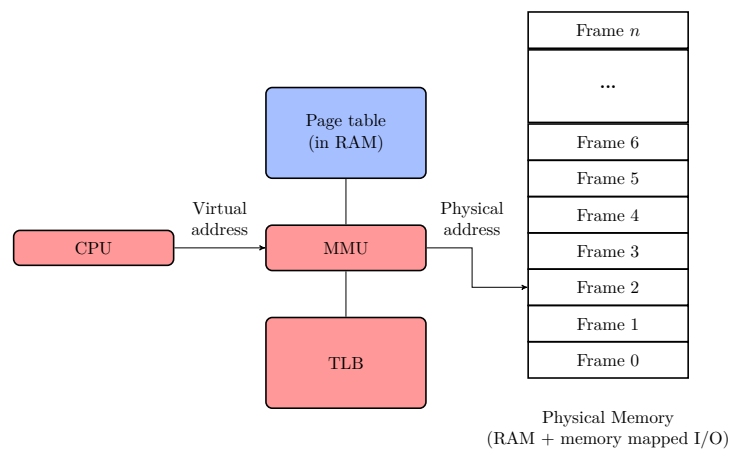 Frame n
...
Page table
(in RAM)
Frame 6
Frame 5
Virtual
address
Physical
address
Frame 4
CPU
MMU
Frame 3
Frame 2
Frame 1
TLB
Frame 0
Physical Memory
(RAM + memory mapped I/O)